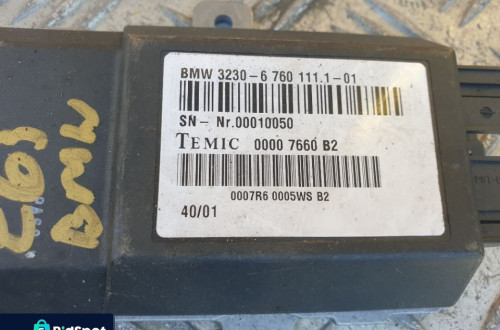 BMW 3230-6 760 111.1-01
SN- Nr.00010050
TEMIC 0000 7660 B2
0007R6 0005WS B2
40/01
BMW
BidSpot